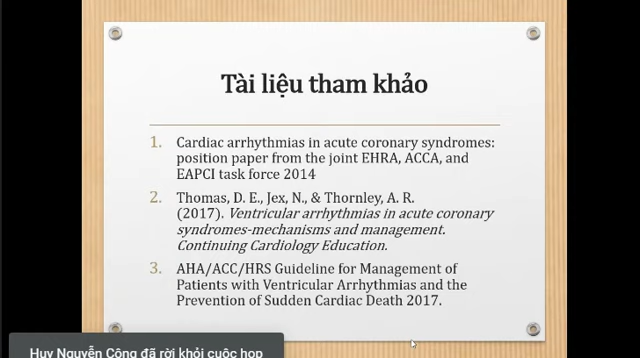 Tài liệu tham khảo
1. Cardiac arrhythmias in acute coronary syndromes:
position paper from the joint EHRA, ACCA, and
EAPCI task force 2014
2. Thomas, D. E., Jex, N., & Thornley, A. R.
(2017). Ventricular arrhythmias in acute coronary
syndromes-mechanisms and management.
Continuing Cardiology Education.
3. AHA/ACC/HRS Guideline for Management of
Patients with Ventricular Arrhythmias and the
Prevention of Sudden Cardiac Death 2017.
Huy Nguyễn Công đã rời khỏi cuộc họp